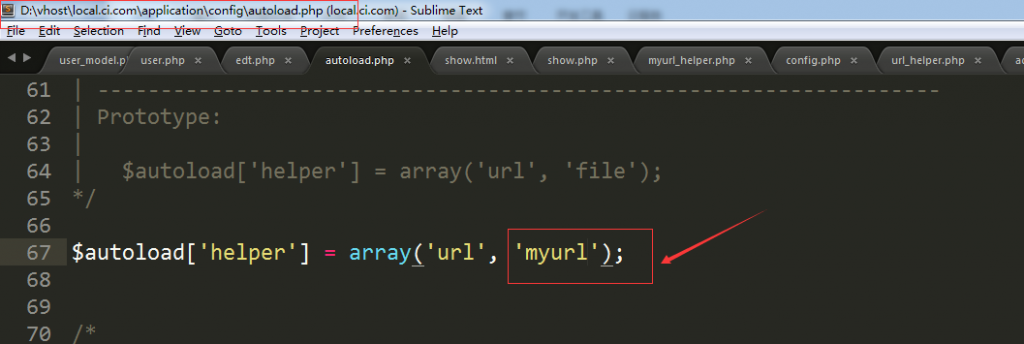 D:\vhost\local.ci.com\application\config\autoload.php (local.ci.com) - Sublime Text
File Edit Selection Find View Goto Tools Project Preferences Help
user_model.p user.php × edt.php × autoload.php × show.html × show.php × myurl_helper.php × config.php × url_helper.php × ac
61 | -------------------------------------------------------------------
62 | Prototype:
63 |
64 |   $autoload['helper'] = array('url', 'file');
65 */
66
67 $autoload['helper'] = array('url', 'myurl');
68
69
70 /*